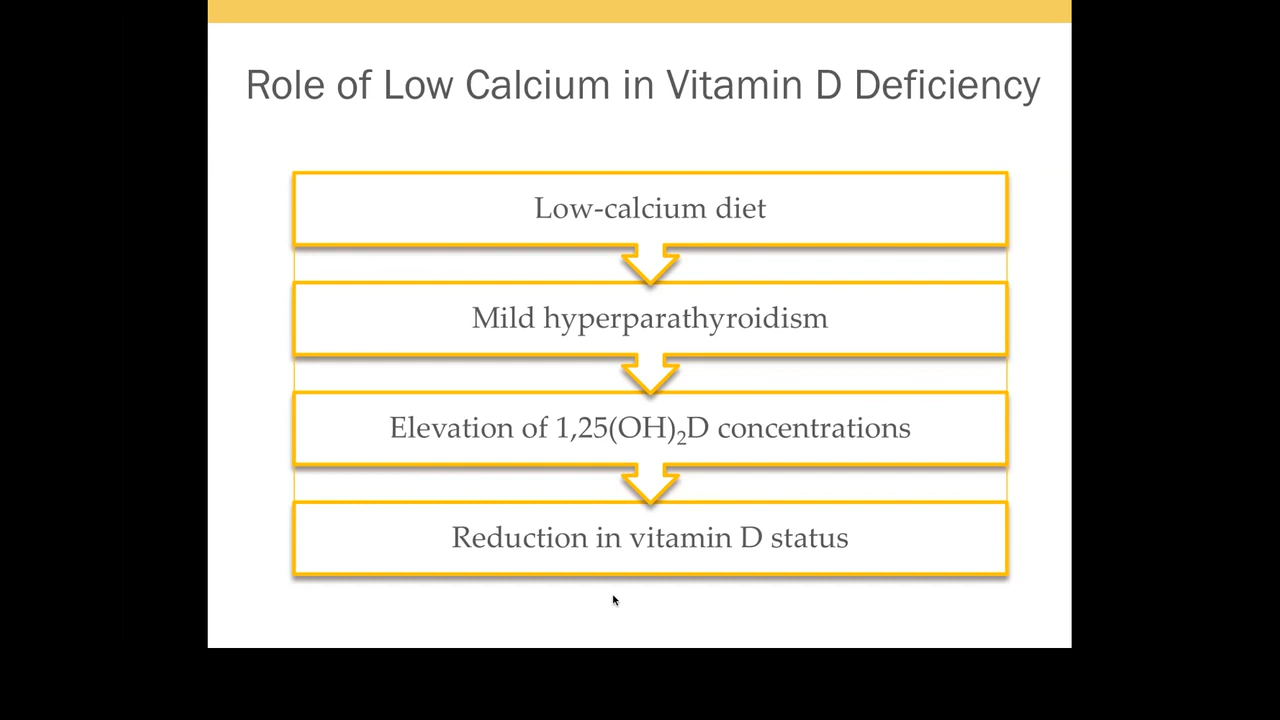 Role of Low Calcium in Vitamin D Deficiency
Low-calcium diet
Mild hyperparathyroidism
Elevation of 1,25(OH)₂D concentrations
Reduction in vitamin D status